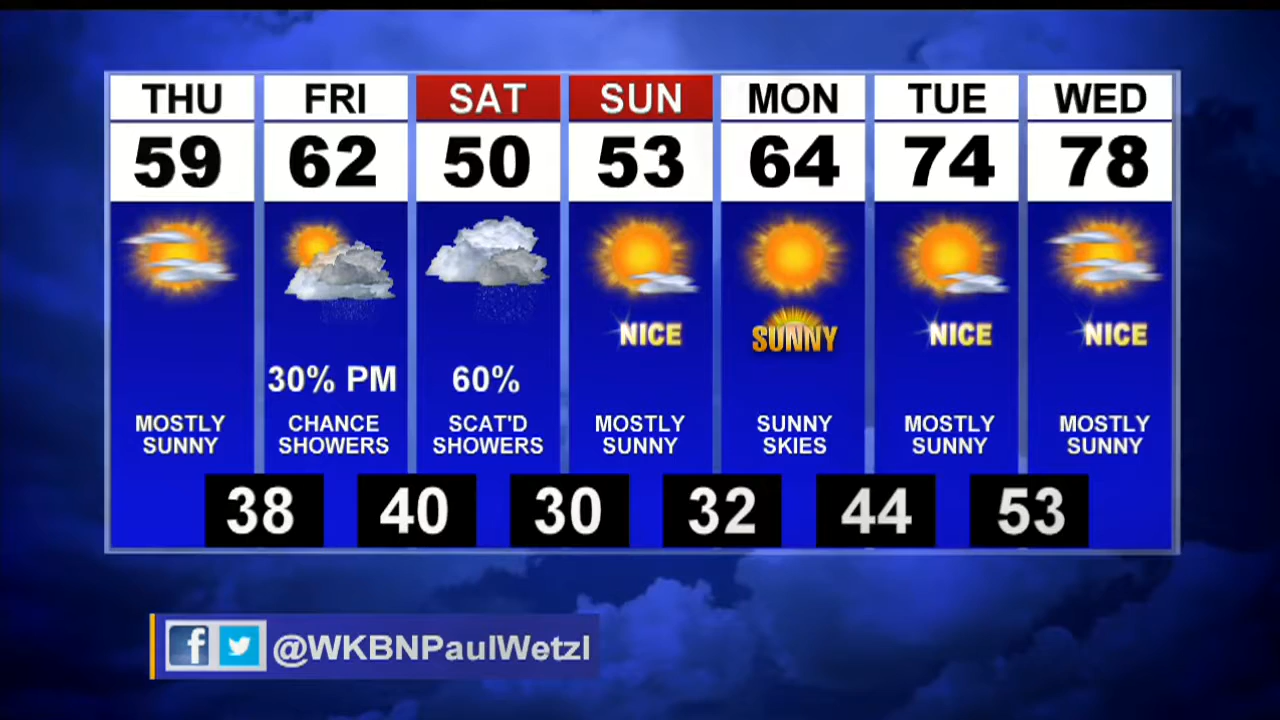 THU FRI SAT SUN MON TUE WED
59 62 50 53 64 74 78
NICE SUNNY NICE NICE
30% PM 60%
MOSTLY CHANCE SCAT'D MOSTLY SUNNY MOSTLY MOSTLY
SUNNY SHOWERS SHOWERS SUNNY SKIES SUNNY SUNNY
38 40 30 32 44 53
f @WKBNPaulWetzl